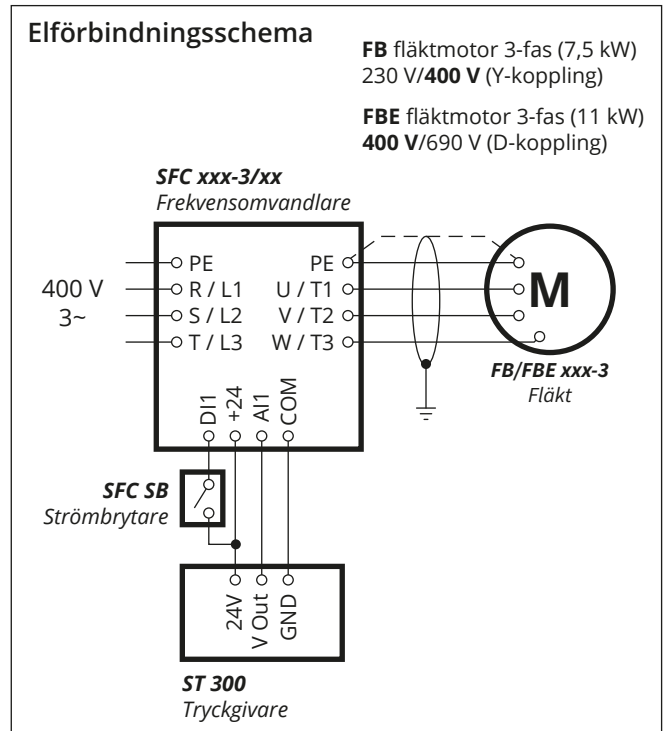 Elförbindningsschema
FB fläktmotor 3-fas (7,5 kW)
230 V/400 V (Y-koppling)
FBE fläktmotor 3-fas (11 kW)
400 V/690 V (D-koppling)
SFC xxx-3/xx
Frekvensomvandlare
400 V
3~
PE
R / L1
S / L2
T / L3
PE
U / T1
V / T2
W / T3
M
FB/FBE xxx-3
Fläkt
DI1
+24
AI1
COM
SFC SB
Strömbrytare
24V
V Out
GND
ST 300
Tryckgivare